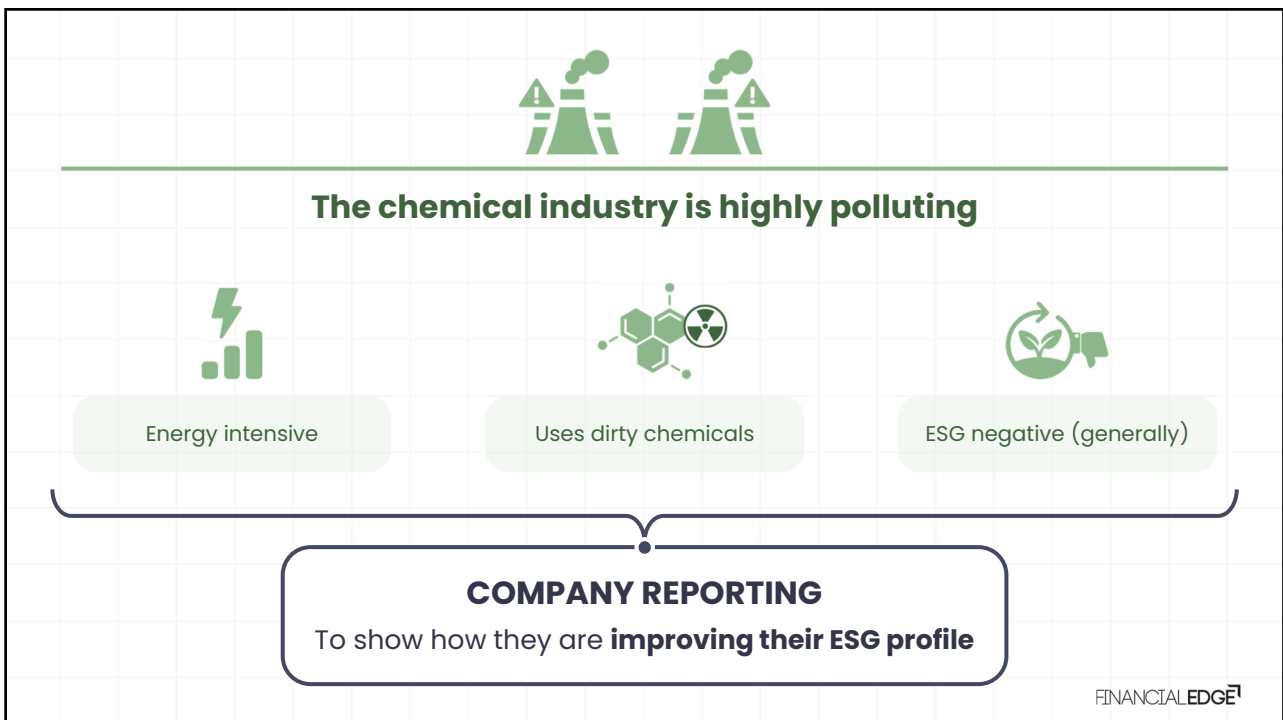 The chemical industry is highly polluting
Energy intensive
Uses dirty chemicals
ESG negative (generally)
COMPANY REPORTING
To show how they are improving their ESG profile
FINANCIALEDGE